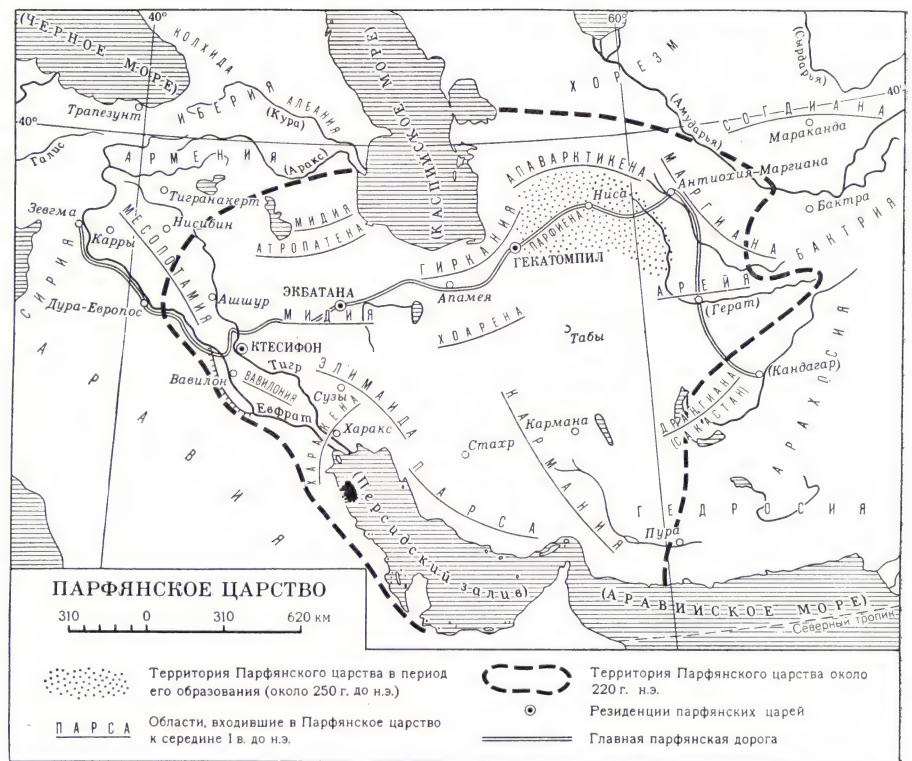 40°
60°
(ЧЕРНОЕ МОРЕ)
КОЛХИДА
Трапезунт
ИБЕРИЯ
АЛБАНИЯ
(Кура)
(КАСПИЙСКОЕ МОРЕ)
ХОРЕЗМ
(Сырдарья)
(Амударья)
40°
СОГДИАНА
Мараканда
40°
Галис
АРМЕНИЯ
(Аракс)
Тигранакерт
АПАВАРКТИКЕНА
МАРГИАНА
Антиохия-Маргиана
Ниса
Бактра
БАКТРИЯ
Зевгма
МЕСОПОТАМИЯ
Нисибин
Карры
МИДИЯ
АТРОПАТЕНА
ГИРКАНИЯ
ПАРФИЕНА
ГЕКАТОМПИЛ
СИРИЯ
Ашшур
ЭКБАТАНА
Апамея
АРЕЙЯ
(Герат)
Дура-Европос
МИДИЯ
ХОАРЕНА
Табы
КТЕСИФОН
Тигр
ЭЛИМАИДА
(Кандагар)
Вавилон
ВАВИЛОНИЯ
Сузы
ДРАНГИАНА
(САКАСТАН)
АРАХОСИЯ
Евфрат
ХАРАКЕНА
Харакс
Стахр
Кармана
КАРМАНИЯ
АРАВИЯ
ПАРСА
ГЕДРОСИЯ
Пура
(Персидский залив)
(АРАВИЙСКОЕ МОРЕ)
Северный тропик
ПАРФЯНСКОЕ ЦАРСТВО
310 0 310 620 км
Территория Парфянского царства в период
его образования (около 250 г. до н.э.)
ПАРСА
Области, входившие в Парфянское царство
к середине 1 в. до н.э.
Территория Парфянского царства около
220 г. н.э.
Резиденции парфянских царей
Главная парфянская дорога